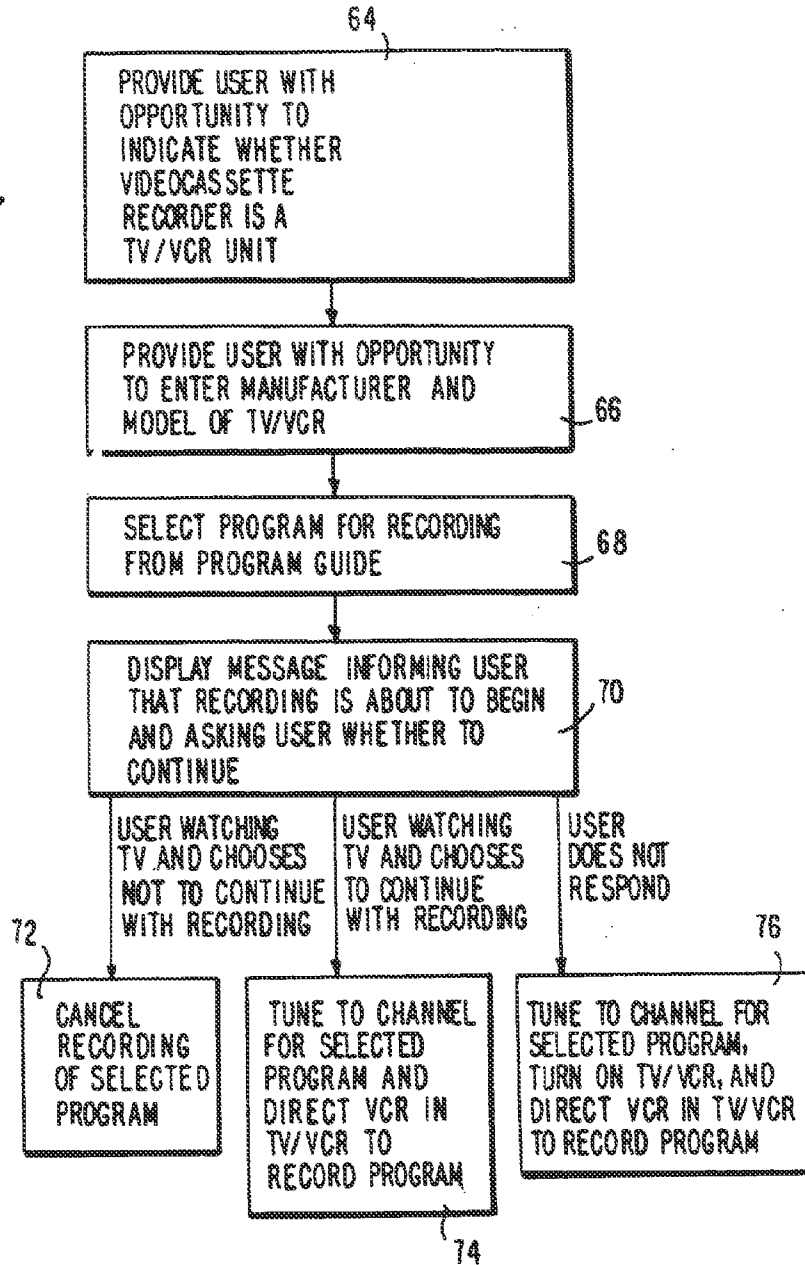 64
PROVIDE USER WITH
OPPORTUNITY TO
INDICATE WHETHER
VIDEOCASSETTE
RECORDER IS A
TV/VCR UNIT
PROVIDE USER WITH OPPORTUNITY
TO ENTER MANUFACTURER AND
MODEL OF TV/VCR
66
SELECT PROGRAM FOR RECORDING
FROM PROGRAM GUIDE
68
DISPLAY MESSAGE INFORMING USER
THAT RECORDING IS ABOUT TO BEGIN
AND ASKING USER WHETHER TO
CONTINUE
70
USER WATCHING
TV AND CHOOSES
NOT TO CONTINUE
WITH RECORDING
USER WATCHING
TV AND CHOOSES
TO CONTINUE
WITH RECORDING
USER
DOES NOT
RESPOND
72
CANCEL
RECORDING
OF SELECTED
PROGRAM
TUNE TO CHANNEL
FOR SELECTED
PROGRAM AND
DIRECT VCR IN
TV/VCR TO
RECORD PROGRAM
74
76
TUNE TO CHANNEL FOR
SELECTED PROGRAM,
TURN ON TV/VCR, AND
DIRECT VCR IN TV/VCR
TO RECORD PROGRAM